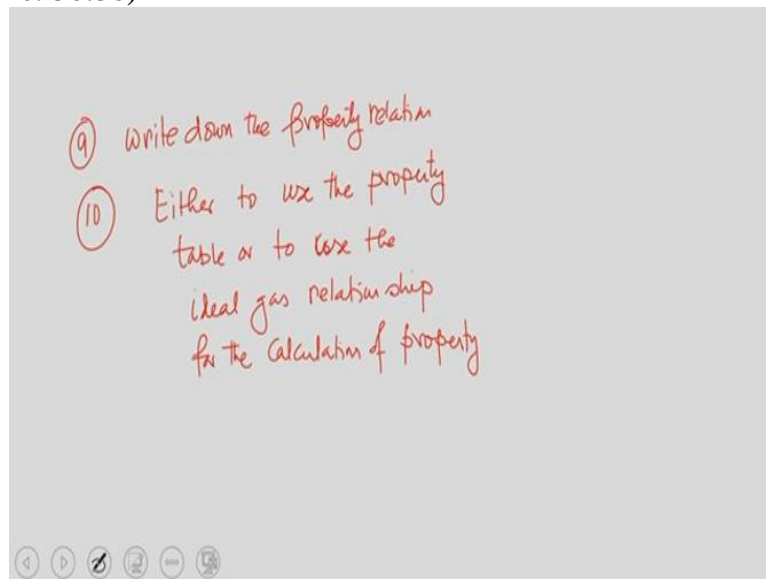 ⑨ write down the property relation
⑩ Either to use the property
table or to use the
ideal gas relationship
for the calculation of property